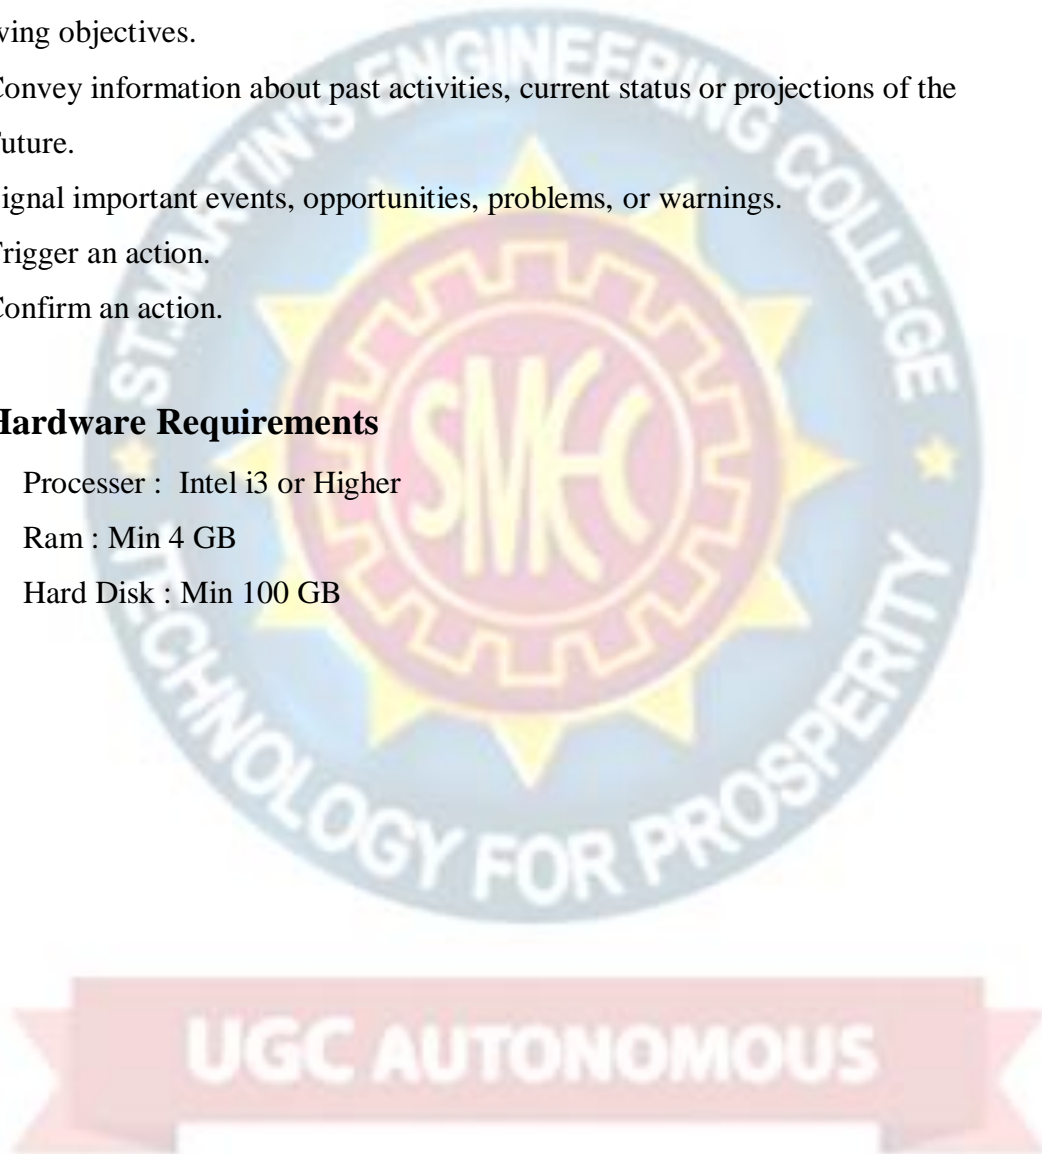 wing objectives.
Convey information about past activities, current status or projections of the
Future.
ignal important events, opportunities, problems, or warnings.
Trigger an action.
Confirm an action.
Hardware Requirements
Processer : Intel i3 or Higher
Ram : Min 4 GB
Hard Disk : Min 100 GB
ST.MARTIN'S ENGINEERING COLLEGE
SMEC
TECHNOLOGY FOR PROSPERITY
UGC AUTONOMOUS